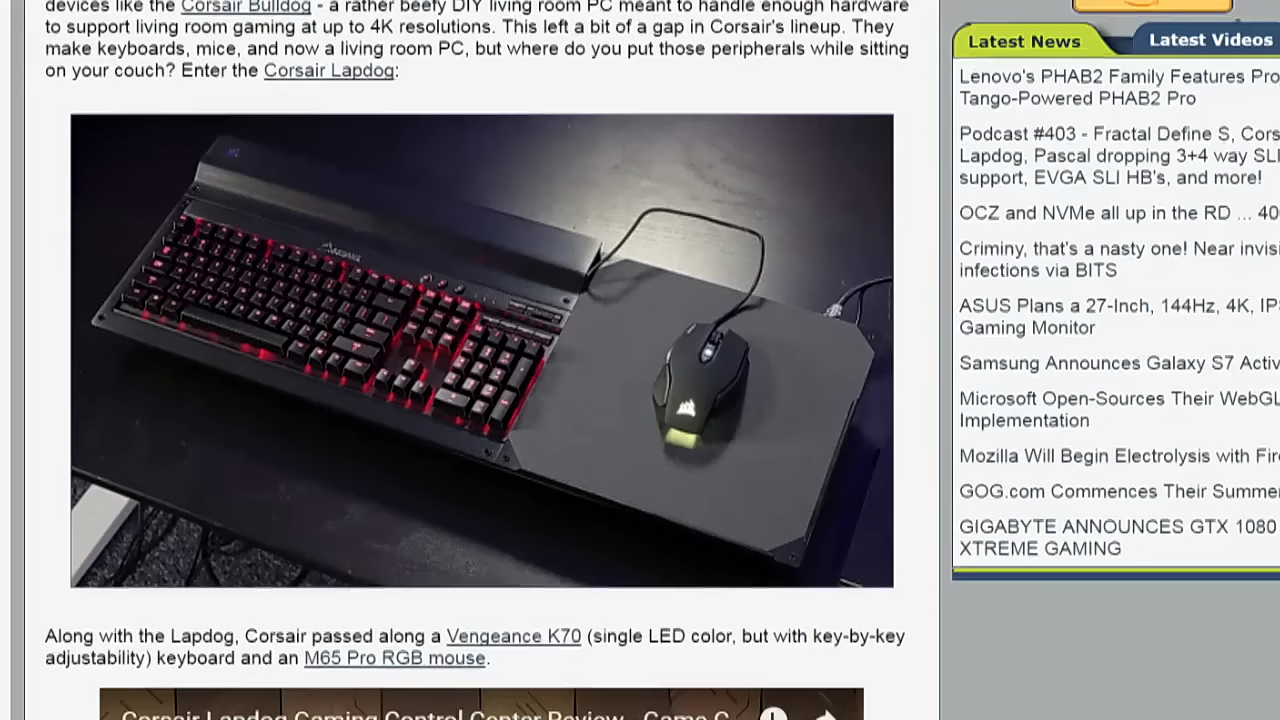 devices like the Corsair Bulldog - a rather beefy DIY living room PC meant to handle enough hardware
to support living room gaming at up to 4K resolutions. This left a bit of a gap in Corsair's lineup. They
make keyboards, mice, and now a living room PC, but where do you put those peripherals while sitting
on your couch? Enter the Corsair Lapdog:
Along with the Lapdog, Corsair passed along a Vengeance K70 (single LED color, but with key-by-key
adjustability) keyboard and an M65 Pro RGB mouse.
Corsair Lapdog Gaming Control Center Review - Game C
Latest News
Latest Videos
Lenovo's PHAB2 Family Features Pro
Tango-Powered PHAB2 Pro
Podcast #403 - Fractal Define S, Cors
Lapdog, Pascal dropping 3+4 way SLI
support, EVGA SLI HB's, and more!
OCZ and NVMe all up in the RD ... 40
Criminy, that's a nasty one! Near invisi
infections via BITS
ASUS Plans a 27-Inch, 144Hz, 4K, IP
Gaming Monitor
Samsung Announces Galaxy S7 Activ
Microsoft Open-Sources Their WebGL
Implementation
Mozilla Will Begin Electrolysis with Fire
GOG.com Commences Their Summe
GIGABYTE ANNOUNCES GTX 1080
XTREME GAMING